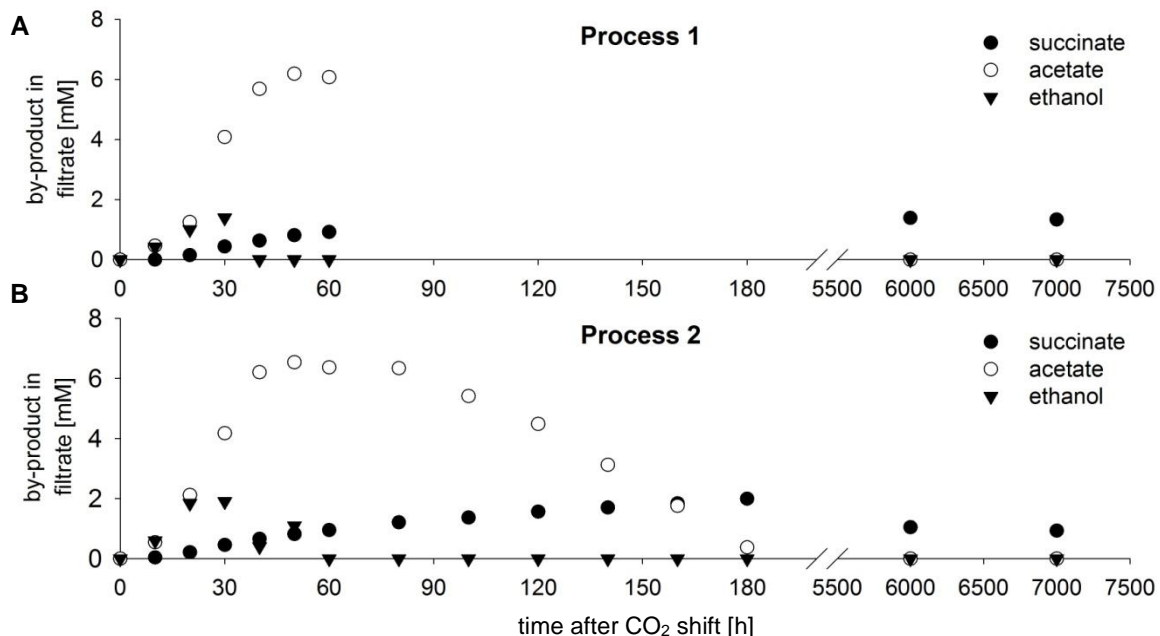 A
Process 1
by-product in
filtrate [mM]
8
6
4
2
0
succinate
acetate
ethanol
0 30 60 90 120 150 180 5500 6000 6500 7000 7500
B
Process 2
by-product in
filtrate [mM]
8
6
4
2
0
succinate
acetate
ethanol
0 30 60 90 120 150 180 5500 6000 6500 7000 7500
time after CO₂ shift [h]